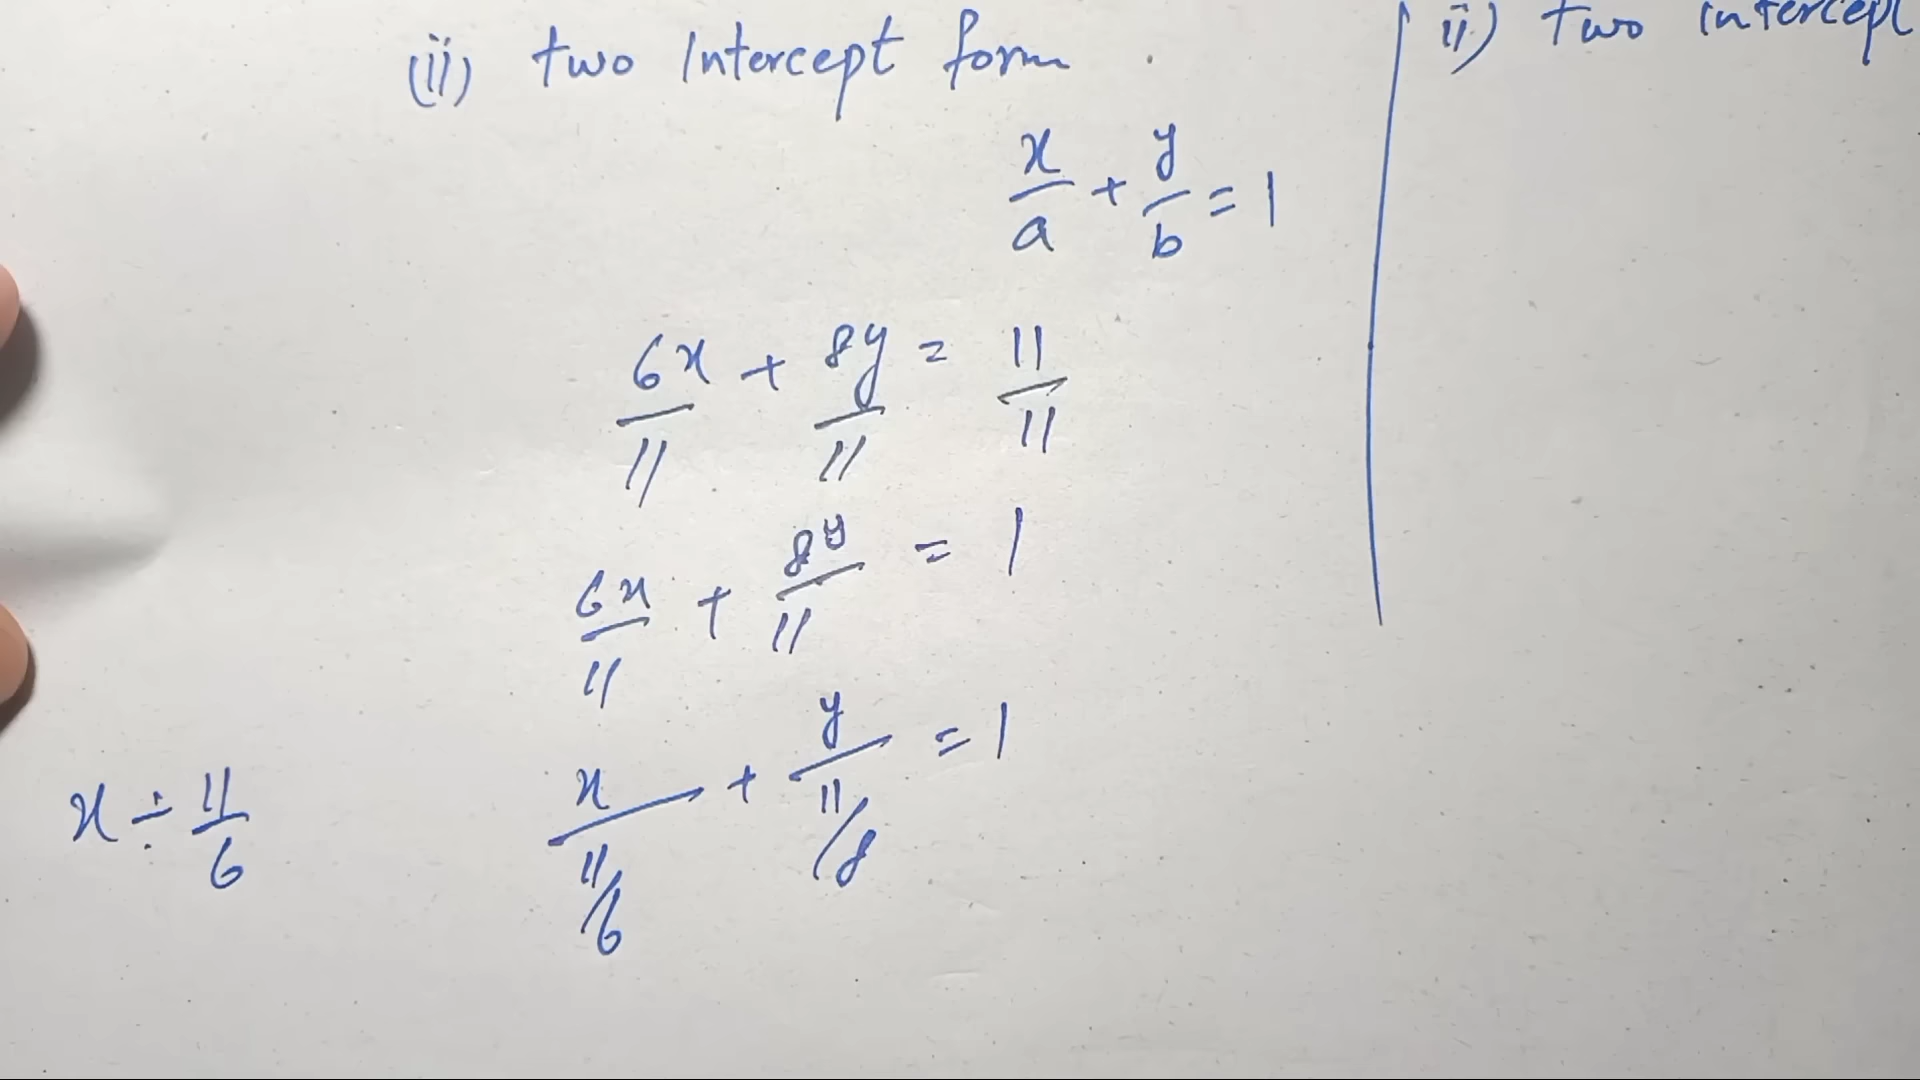 (ii) two Intercept form
x/a + y/b = 1
6x/11 + 8y/11 = 11/11
6x/11 + 8y/11 = 1
x/(11/6) + y/(11/8) = 1
x ÷ 11/6
ii) two intercept